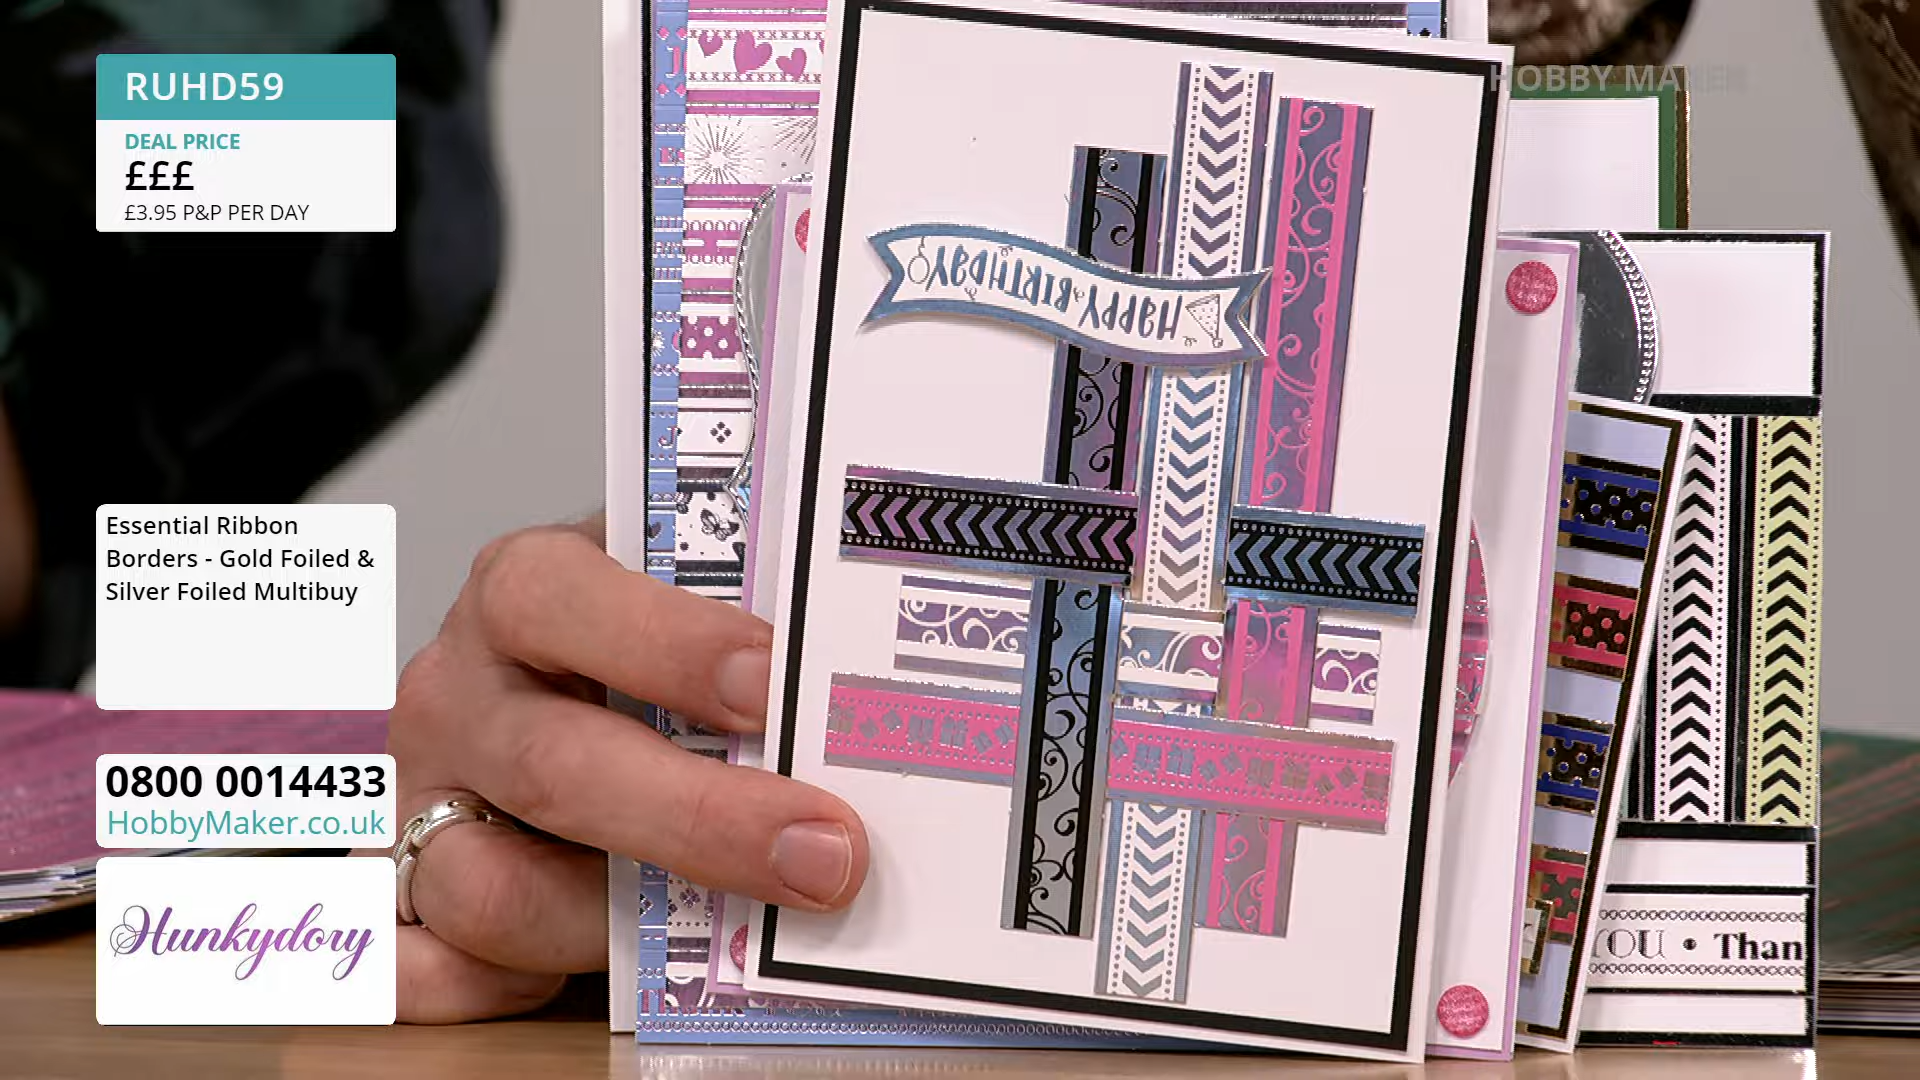 RUHD59
DEAL PRICE
£££
£3.95 P&P PER DAY
HOBBY MAKER
Happy BIRTHDAY
Essential Ribbon
Borders - Gold Foiled &
Silver Foiled Multibuy
0800 0014433
HobbyMaker.co.uk
Hunkydory
YOU • Than